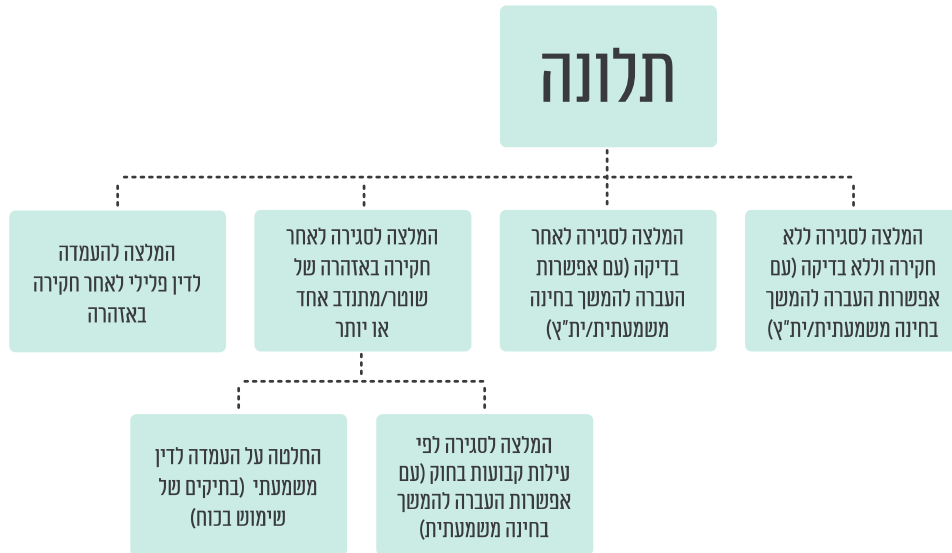 תלונה
המלצה לסגירה ללא
חקירה וללא בדיקה (עם
אפשרות העברה להמשך
בחינה משמעתית/ית"ץ)
המלצה לסגירה לאחר
בדיקה (עם אפשרות
העברה להמשך בחינה
משמעתית/ית"ץ)
המלצה לסגירה לאחר
חקירה באזהרה של
שוטר/מתנדב אחד
או יותר
המלצה להעמדה
לדין פלילי לאחר חקירה
באזהרה
המלצה לסגירה לפי
עילות קבועות בחוק (עם
אפשרות העברה להמשך
בחינה משמעתית)
החלטה על העמדה לדין
משמעתי (בתיקים של
שימוש בכוח)